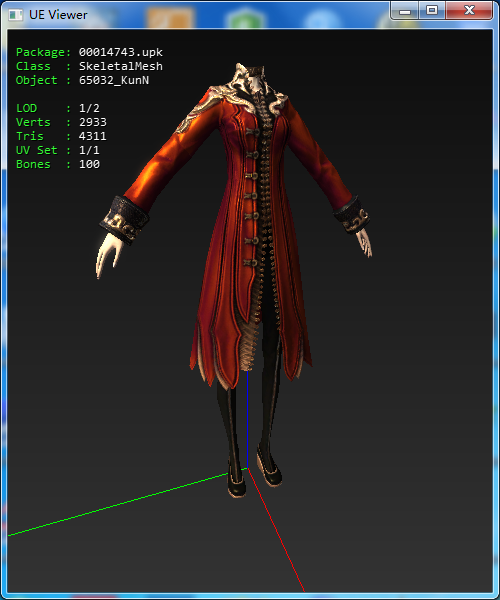 UE Viewer
Package: 00014743.upk
Class : SkeletalMesh
Object : 65032_KunN
LOD : 1/2
Verts : 2933
Tris : 4311
UV Set : 1/1
Bones : 100